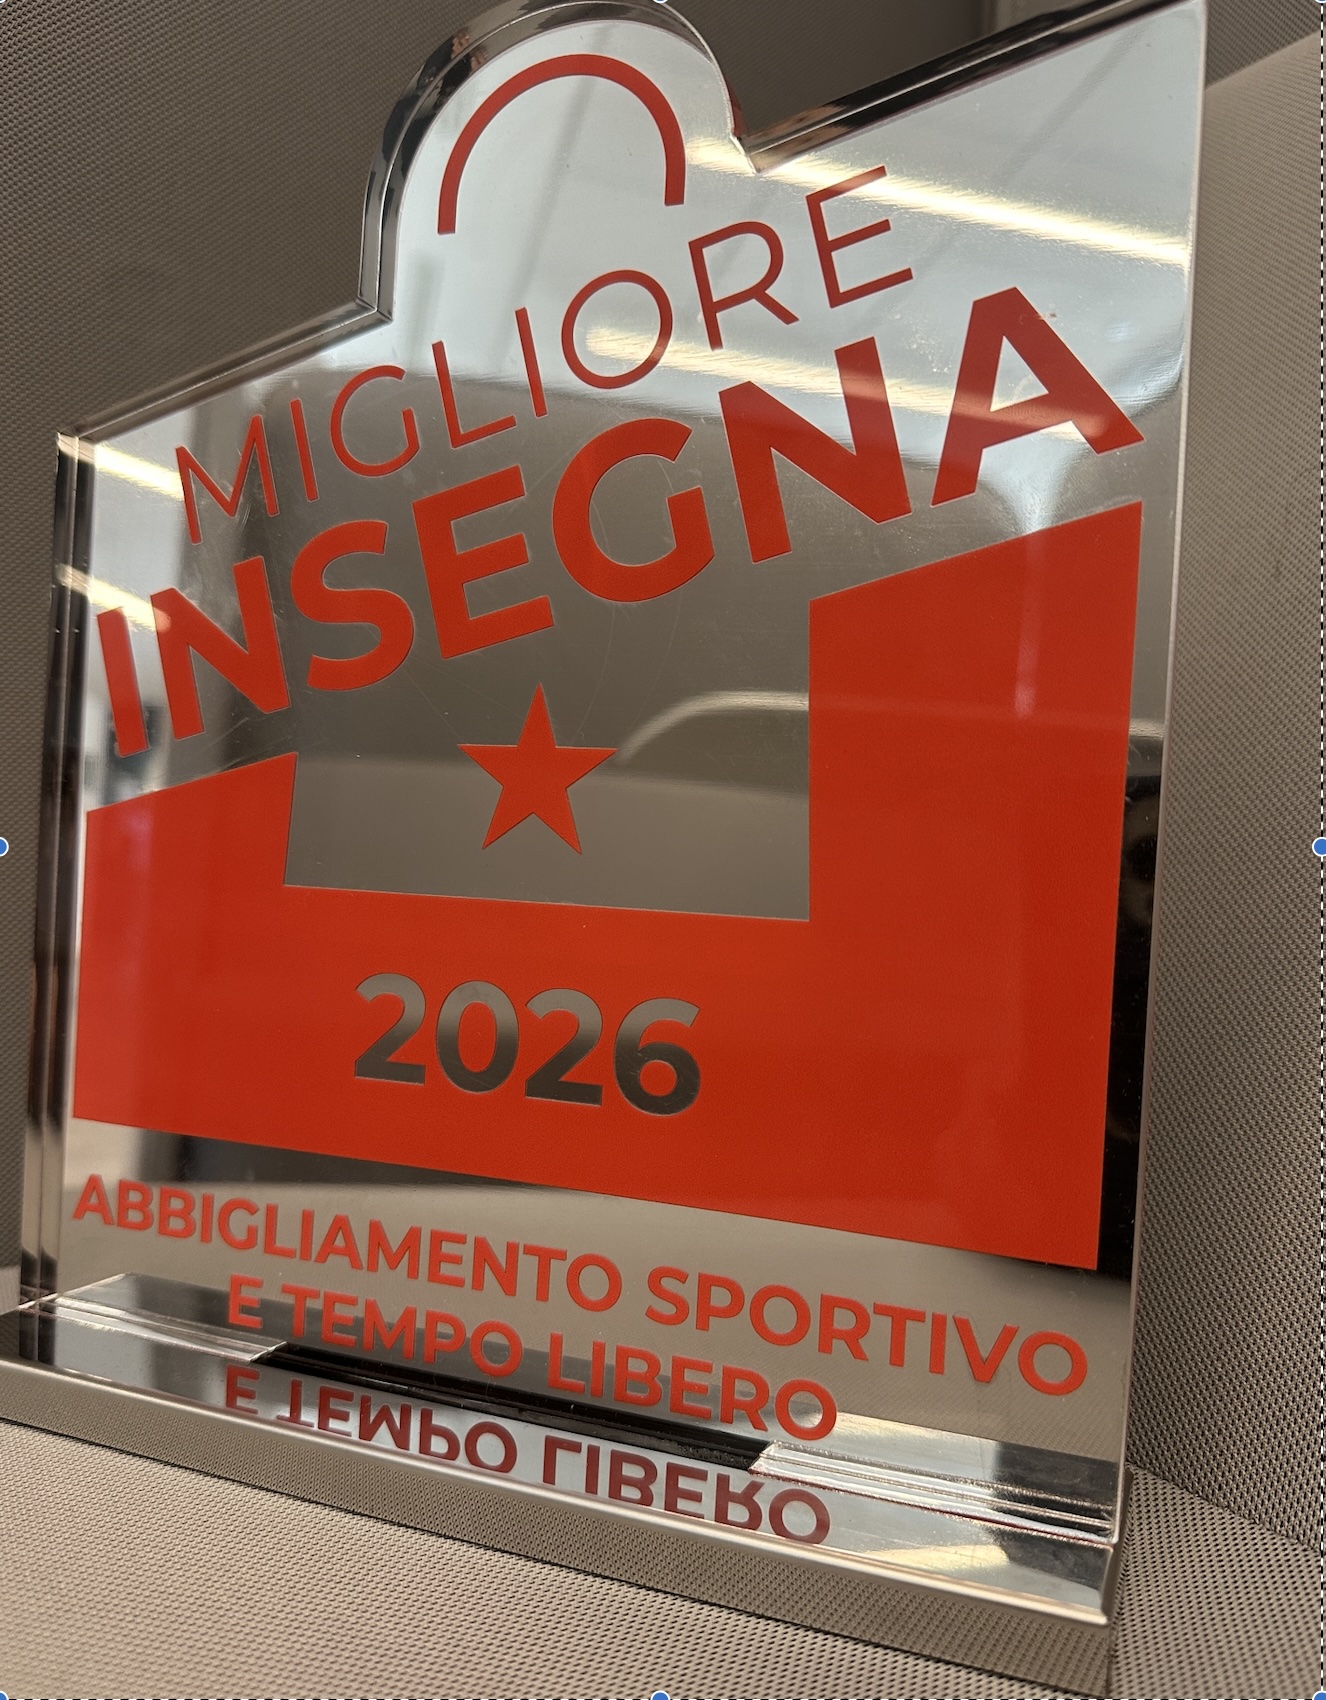 MIGLIORE
INSEGNA
2026
ABBIGLIAMENTO SPORTIVO
E TEMPO LIBERO